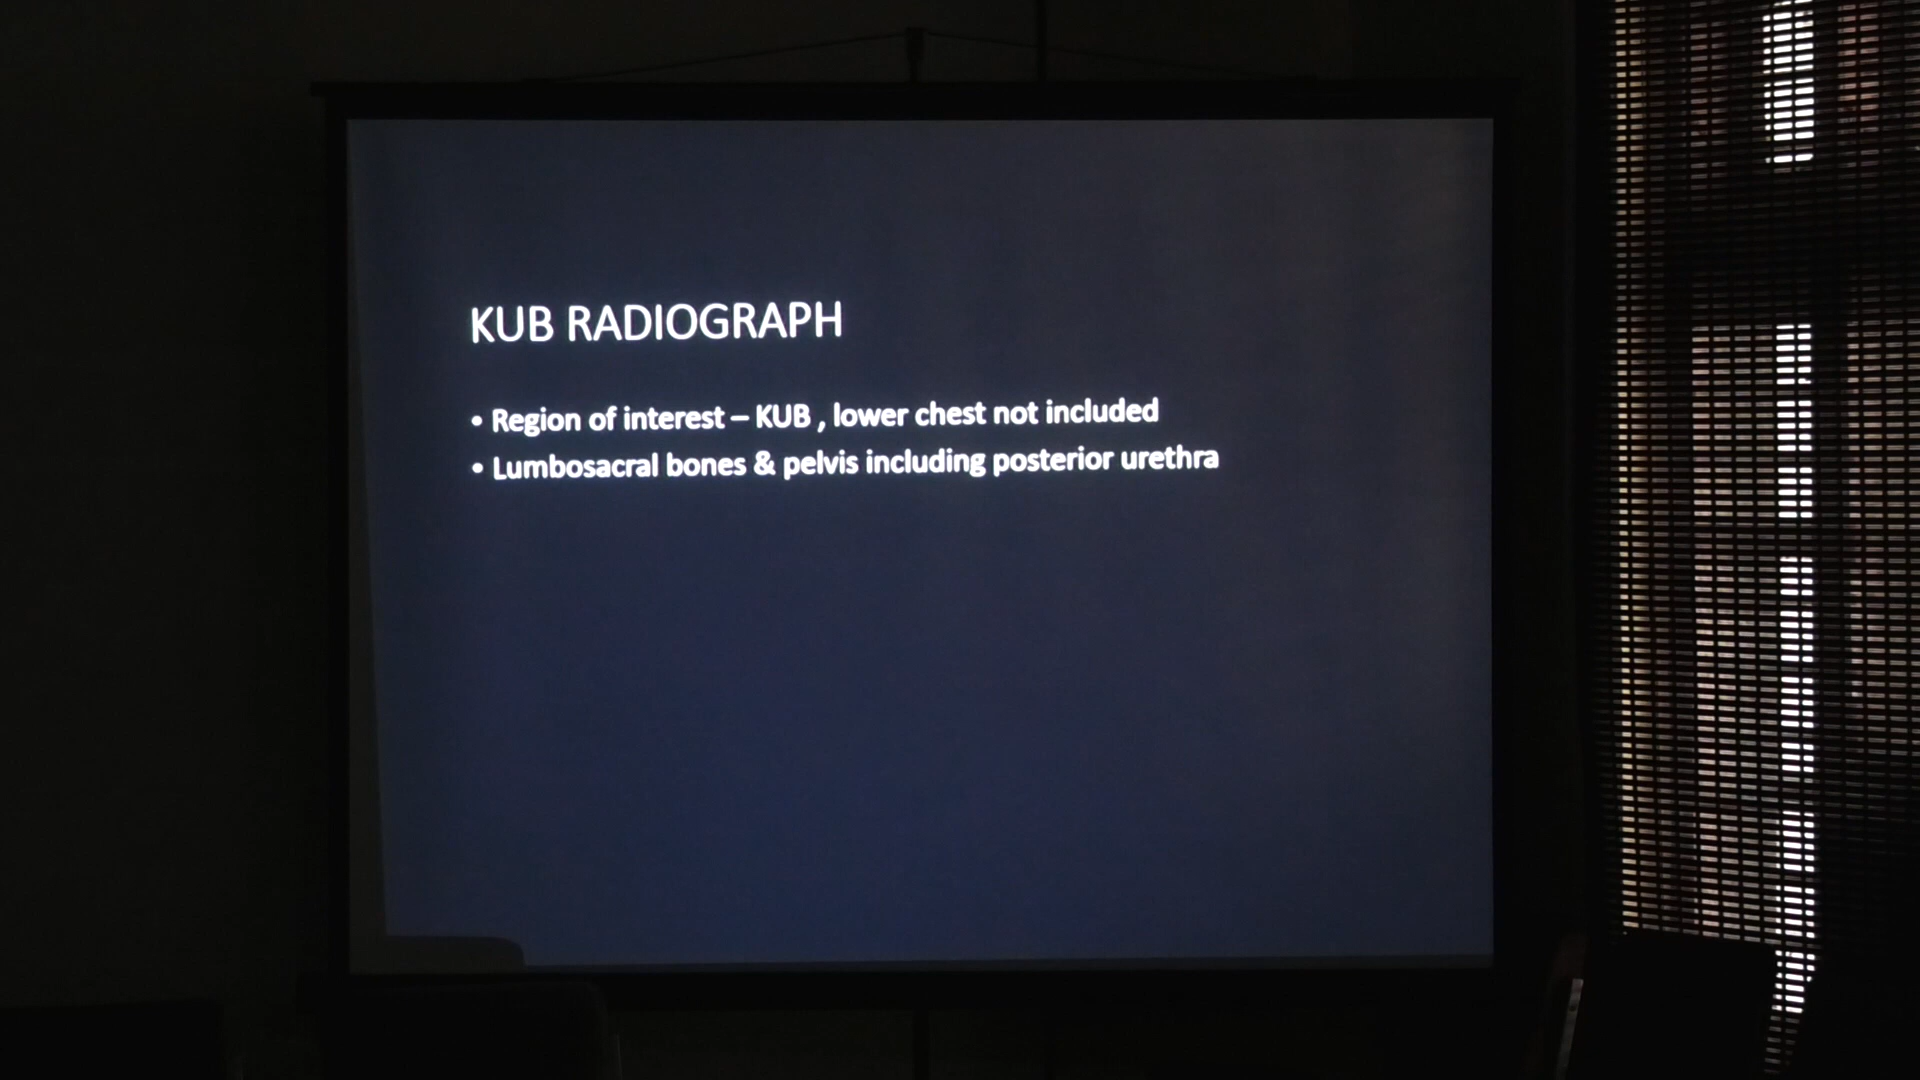 KUB RADIOGRAPH
• Region of interest – KUB , lower chest not included
• Lumbosacral bones & pelvis including posterior urethra